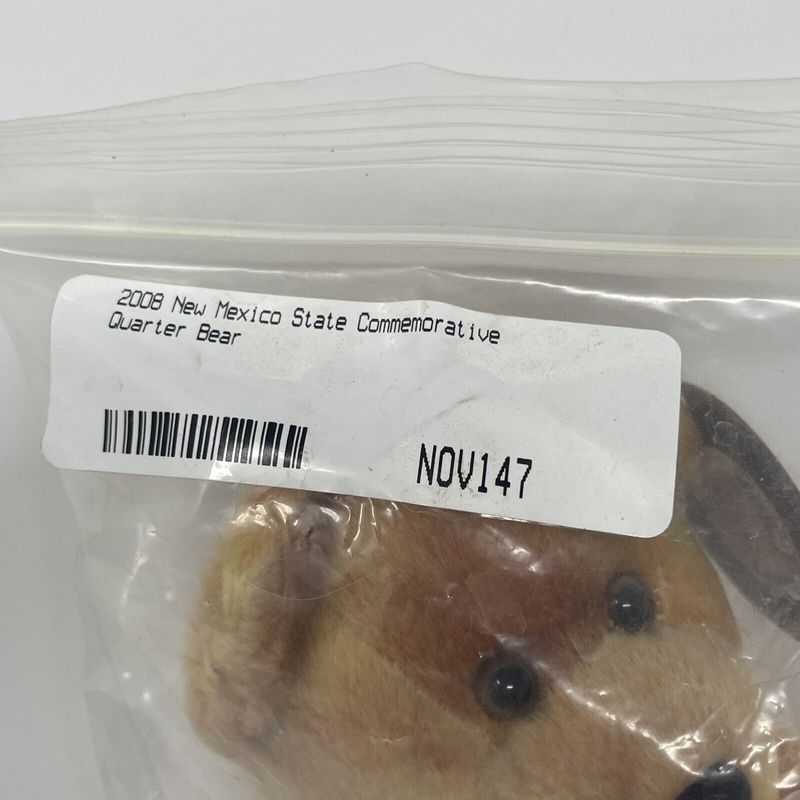 2008 New Mexico State Commemorative
Quarter Bear
NOV147